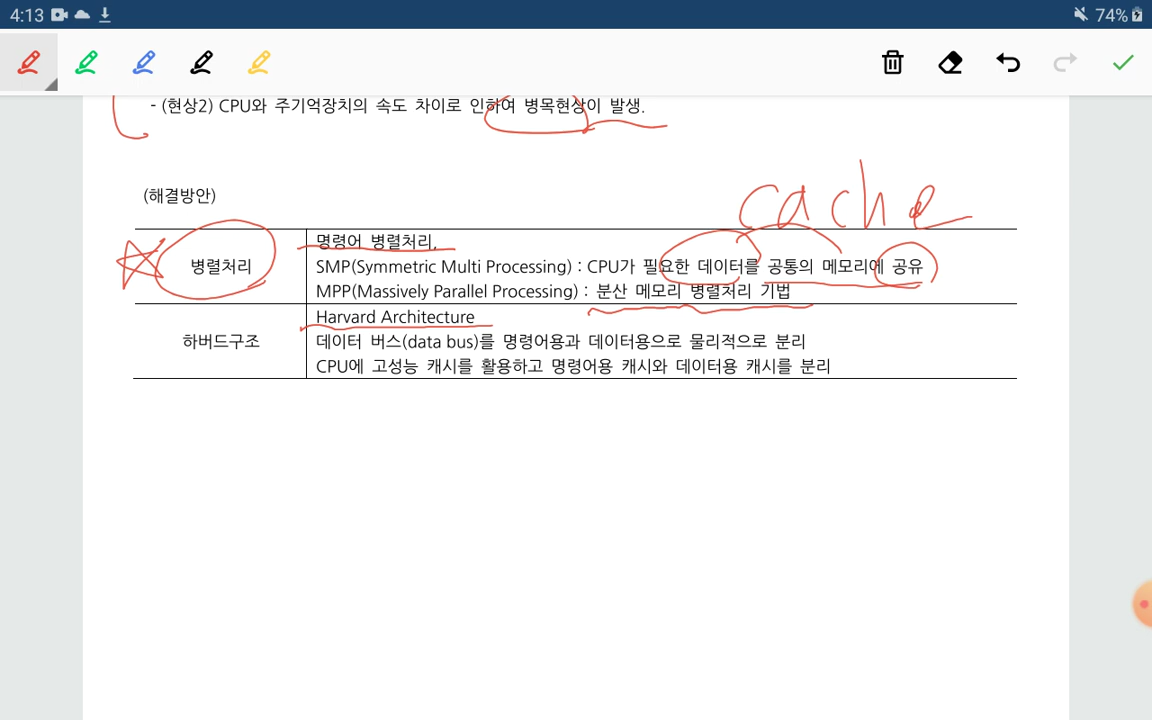 4:13
74%
- (현상2) CPU와 주기억장치의 속도 차이로 인하여 병목현상이 발생.
(해결방안)
cache
병렬처리
명령어 병렬처리,
SMP(Symmetric Multi Processing) : CPU가 필요한 데이터를 공통의 메모리에 공유
MPP(Massively Parallel Processing) : 분산 메모리 병렬처리 기법
하버드구조
Harvard Architecture
데이터 버스(data bus)를 명령어용과 데이터용으로 물리적으로 분리
CPU에 고성능 캐시를 활용하고 명령어용 캐시와 데이터용 캐시를 분리